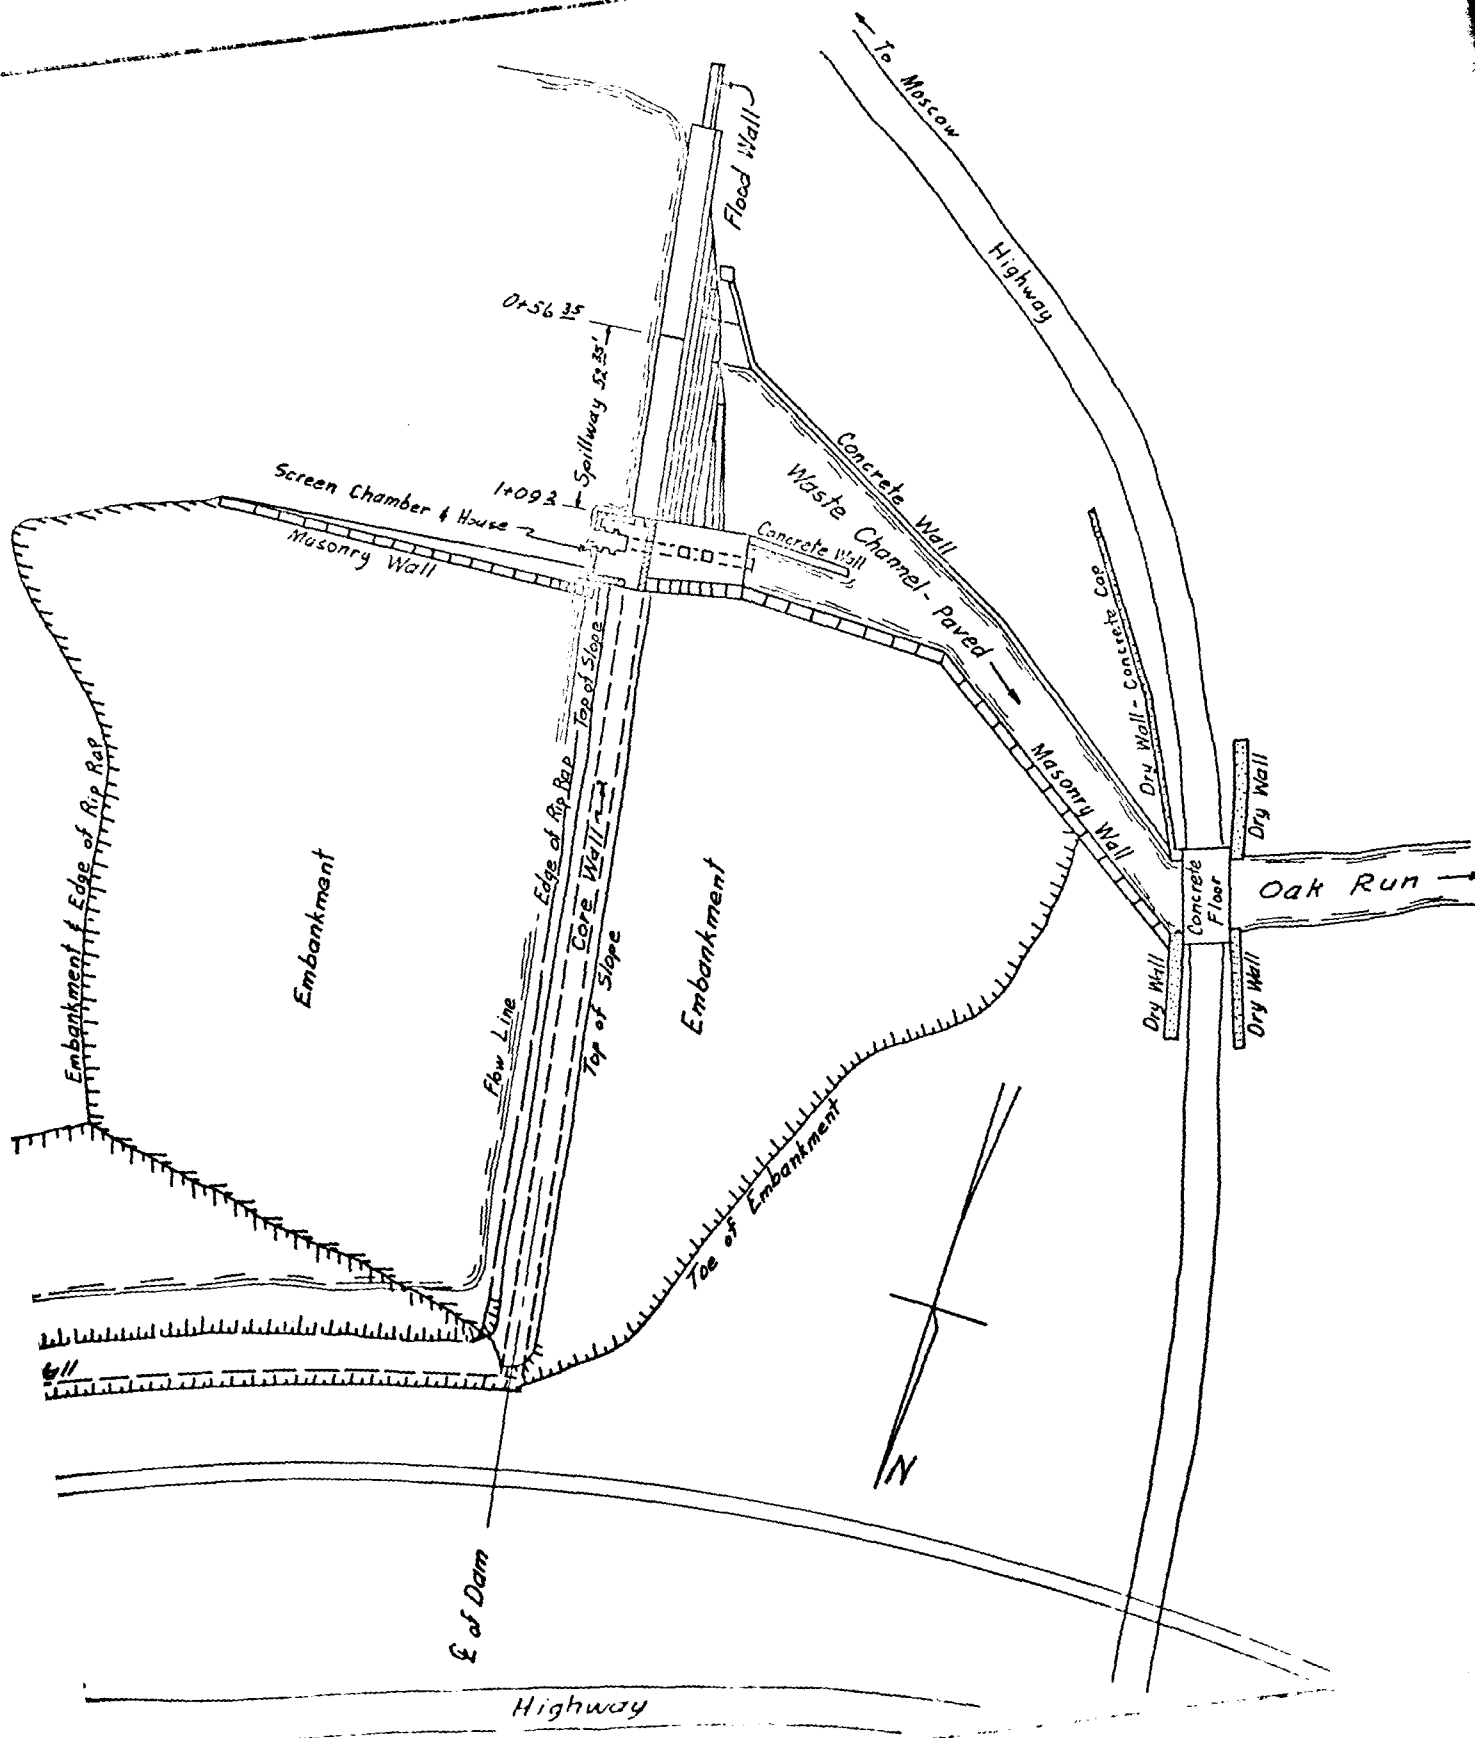 To Moscow
Flood Wall
Highway
0+56 35
Spillway 52 35'
1+09 3
Screen Chamber & House
Masonry Wall
Concrete Wall
Concrete Wall
Waste Channel - Paved
Dry Wall - Concrete Cap
Top of Slope
Edge of Rip Rap
Core Wall
Top of Slope
Flow Line
Embankment & Edge of Rip Rap
Embankment
Embankment
Masonry Wall
Dry Wall
Concrete
Floor
Oak Run
Dry Wall
Dry Wall
Toe of Embankment
N
℄ of Dam
Highway